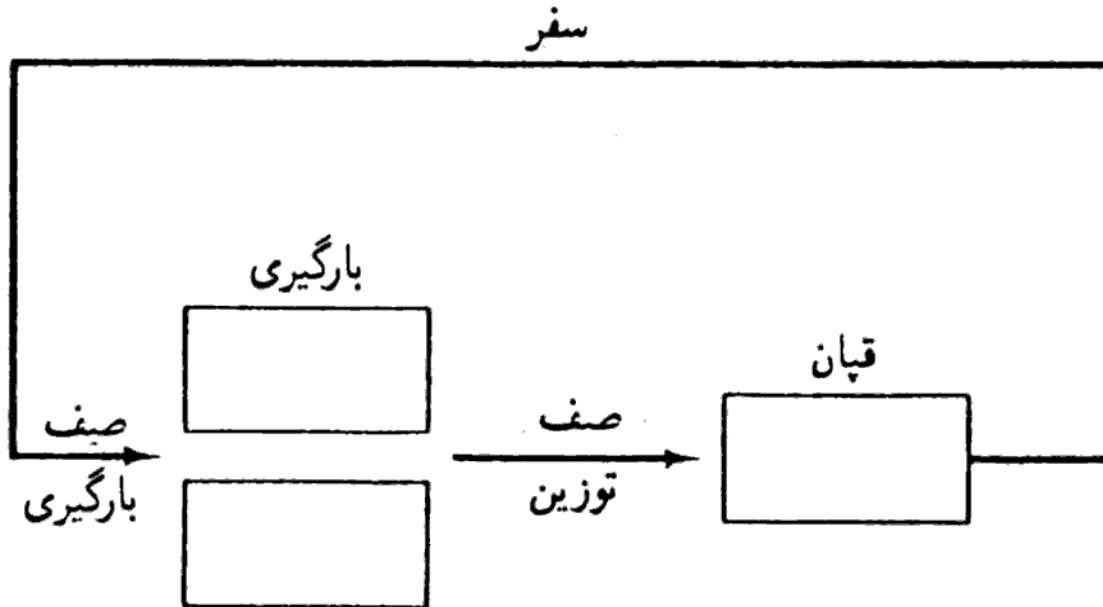 سفر
بارگیری
قپان
صف
بارگیری
صف
توزین